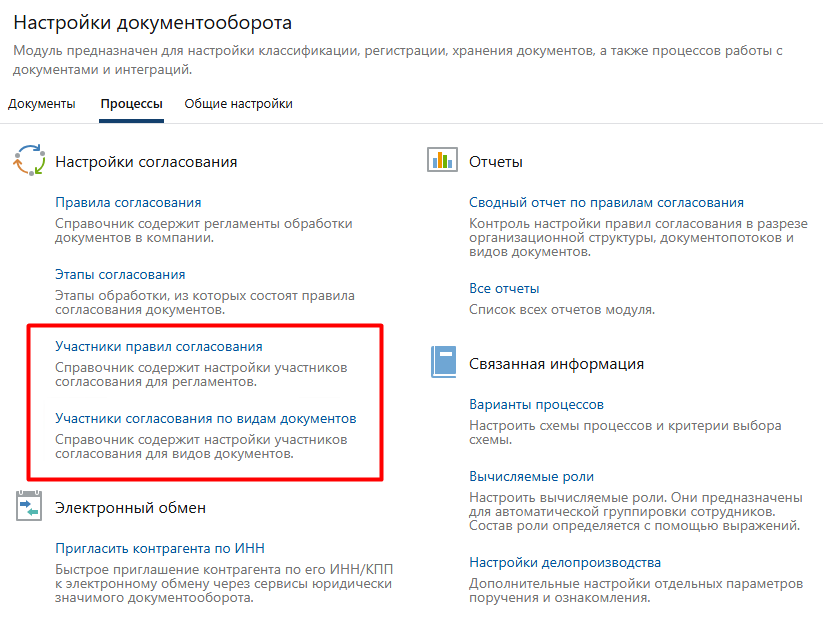 Настройки документооборота
Модуль предназначен для настройки классификации, регистрации, хранения документов, а также процессов работы с
документами и интеграций.
Документы
Процессы
Общие настройки
Настройки согласования
Правила согласования
Справочник содержит регламенты обработки
документов в компании.
Этапы согласования
Этапы обработки, из которых состоят правила
согласования документов.
Участники правил согласования
Справочник содержит настройки участников
согласования для регламентов.
Участники согласования по видам документов
Справочник содержит настройки участников
согласования для видов документов.
Электронный обмен
Пригласить контрагента по ИНН
Быстрое приглашение контрагента по его ИНН/КПП
к электронному обмену через сервисы юридически
значимого документооборота.
Отчеты
Сводный отчет по правилам согласования
Контроль настройки правил согласования в разрезе
организационной структуры, документопотоков и
видов документов.
Все отчеты
Список всех отчетов модуля.
Связанная информация
Варианты процессов
Настроить схемы процессов и критерии выбора
схемы.
Вычисляемые роли
Настроить вычисляемые роли. Они предназначены
для автоматической группировки сотрудников.
Состав роли определяется с помощью выражений.
Настройки делопроизводства
Дополнительные настройки отдельных параметров
поручения и ознакомления.